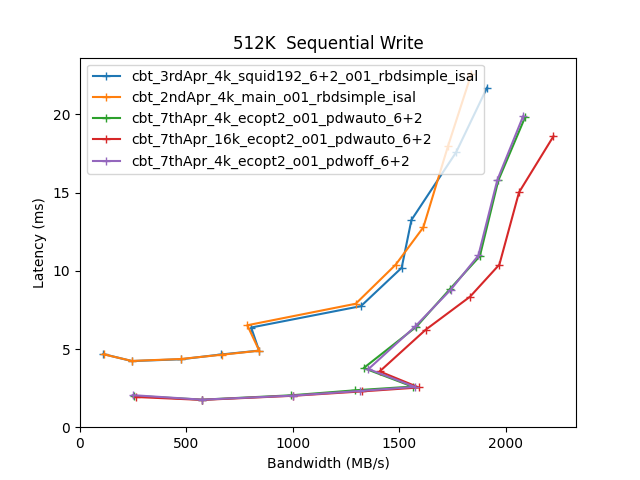 512K  Sequential Write
cbt_3rdApr_4k_squid192_6+2_o01_rbdsimple_isal
cbt_2ndApr_4k_main_o01_rbdsimple_isal
cbt_7thApr_4k_ecopt2_o01_pdwauto_6+2
cbt_7thApr_16k_ecopt2_o01_pdwauto_6+2
cbt_7thApr_4k_ecopt2_o01_pdwoff_6+2
Latency (ms)
20
15
10
5
0
0 500 1000 1500 2000
Bandwidth (MB/s)